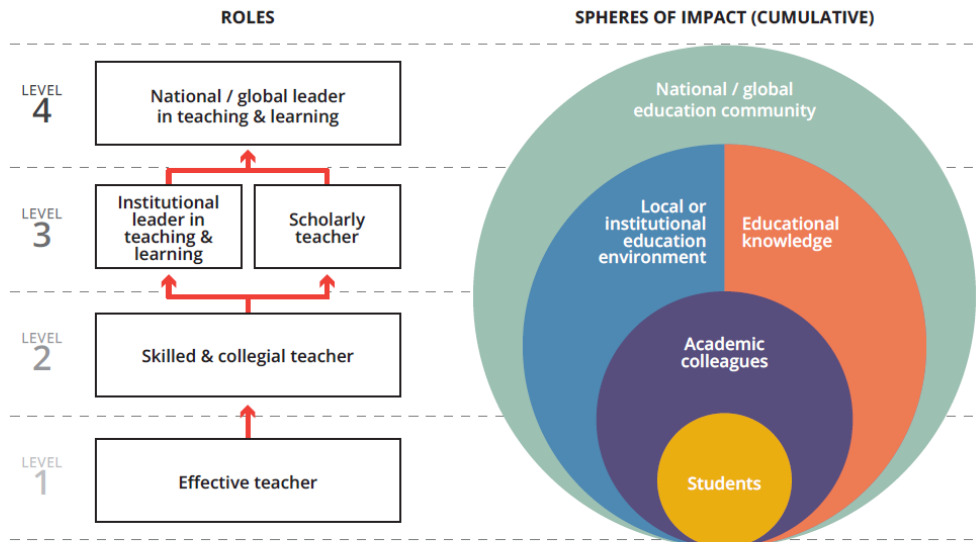 ROLES
SPHERES OF IMPACT (CUMULATIVE)
LEVEL
4
National / global leader
in teaching & learning
National / global
education community
LEVEL
3
Institutional
leader in
teaching &
learning
Scholarly
teacher
Local or
institutional
education
environment
Educational
knowledge
LEVEL
2
Skilled & collegial teacher
Academic
colleagues
LEVEL
1
Effective teacher
Students